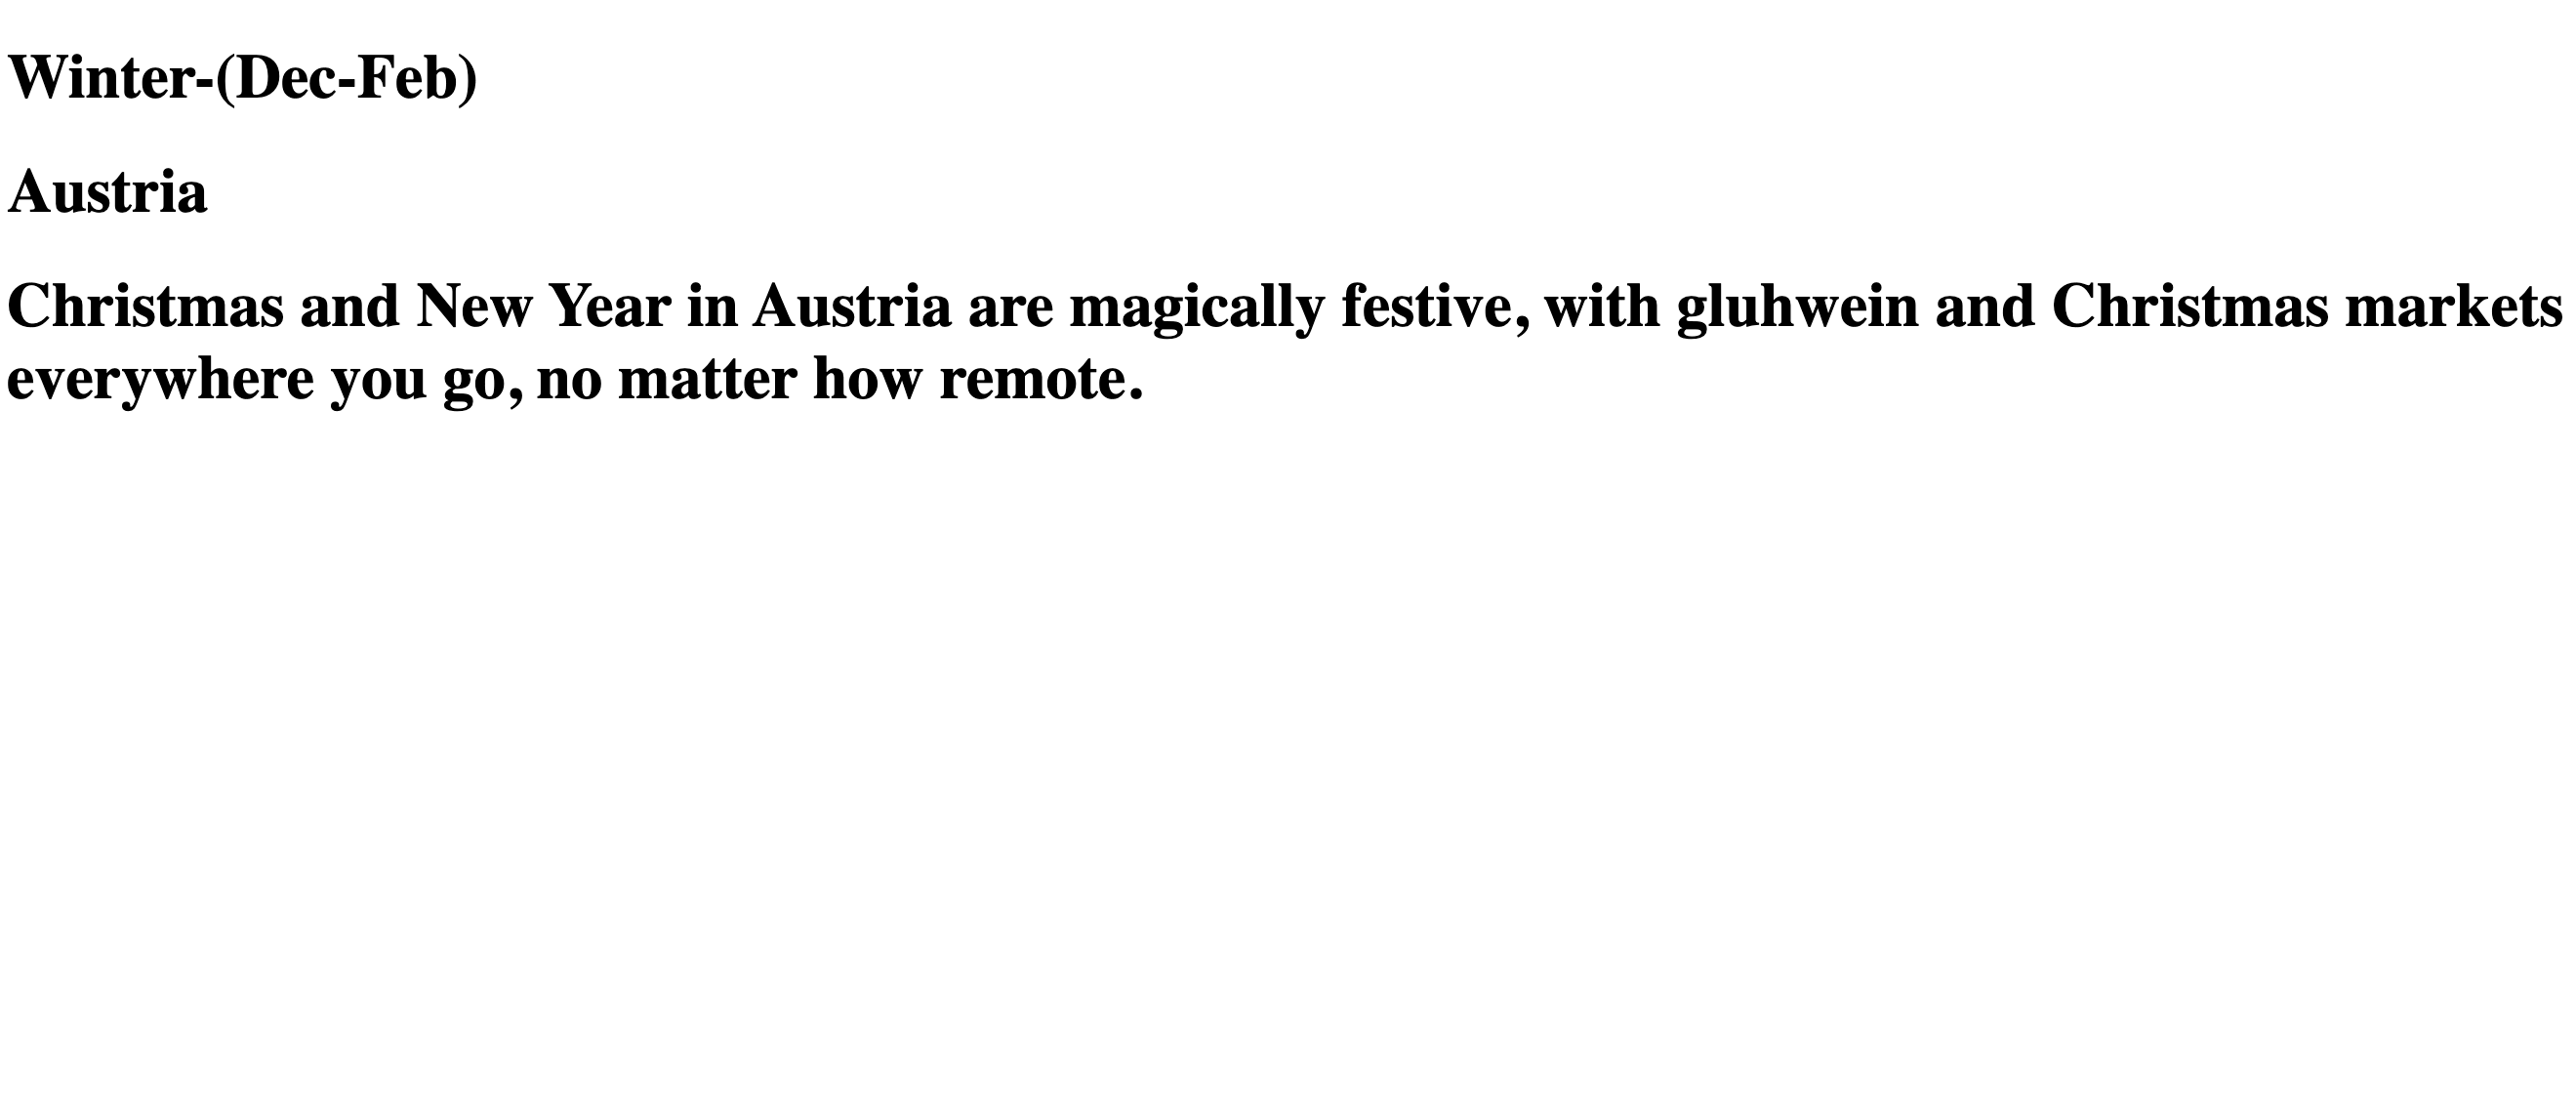 Winter-(Dec-Feb)
Austria
Christmas and New Year in Austria are magically festive, with gluhwein and Christmas markets
everywhere you go, no matter how remote.